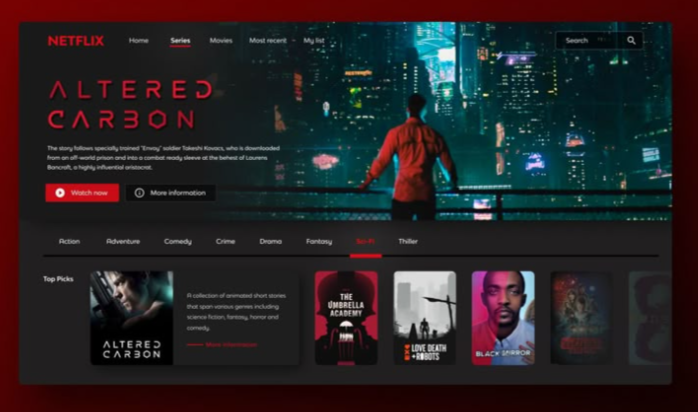 NETFLIX
Home
Series
Movies
Most recent
My list
Search
ALTERED
CARBON
The story follows specially trained "Envoy" soldier Takeshi Kovacs, who is downloaded
from an off-world prison and into a combat ready sleeve at the behest of Laurens
Bancroft, a highly influential aristocrat.
Watch now
More information
Action
Adventure
Comedy
Crime
Drama
Fantasy
Sci-Fi
Thriller
Top Picks
ALTERED
CARBON
A collection of animated short stories
that span various genres including
science fiction, fantasy, horror and
comedy.
More information
THE
UMBRELLA
ACADEMY
LOVE DEATH
+ROBOTS
BLACK MIRROR